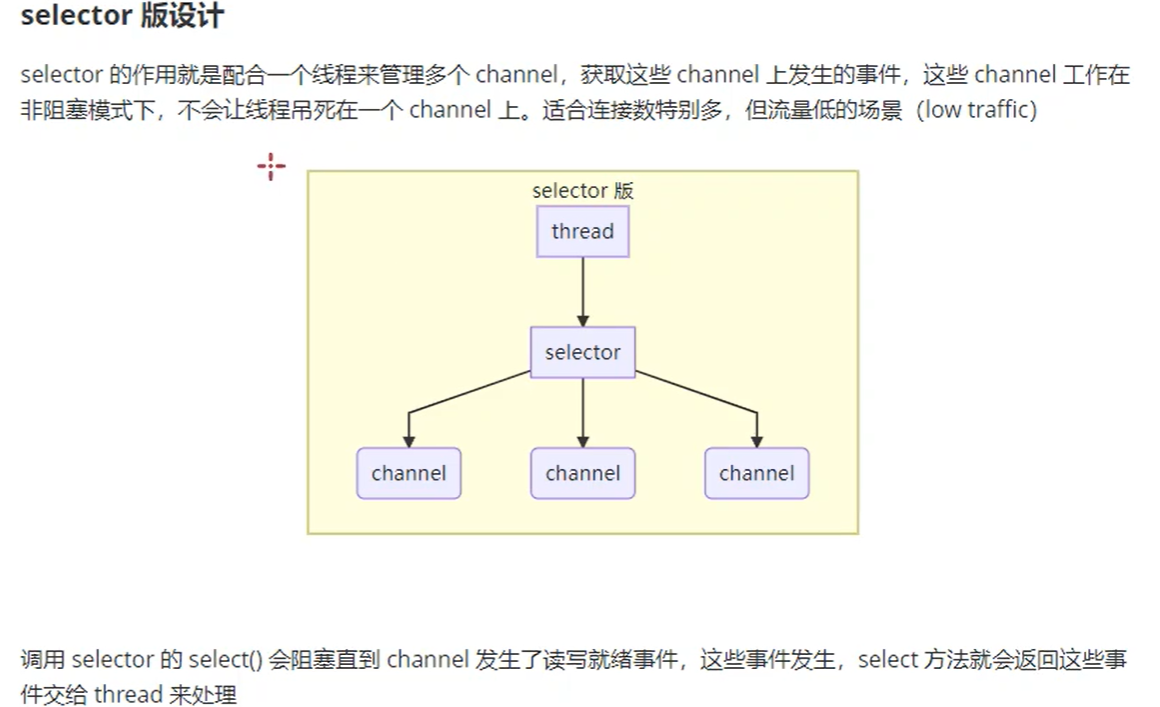 selector 版设计
selector 的作用就是配合一个线程来管理多个 channel，获取这些 channel 上发生的事件，这些 channel 工作在
非阻塞模式下，不会让线程吊死在一个 channel 上。适合连接数特别多，但流量低的场景（low traffic）
selector 版
thread
selector
channel channel channel
调用 selector 的 select() 会阻塞直到 channel 发生了读写就绪事件，这些事件发生，select 方法就会返回这些事
件交给 thread 来处理